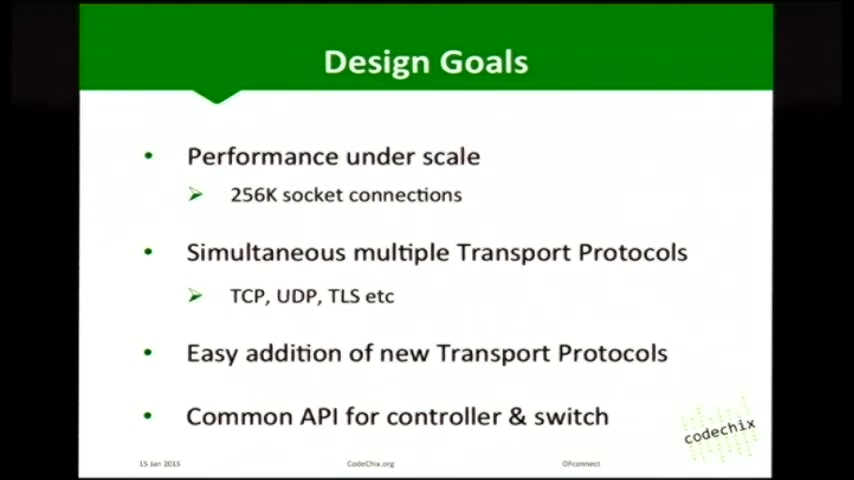 Design Goals
• Performance under scale
➢ 256K socket connections
• Simultaneous multiple Transport Protocols
➢ TCP, UDP, TLS etc
• Easy addition of new Transport Protocols
• Common API for controller & switch
codechix
15 Jan 2015 CodeChix.org OFconnect